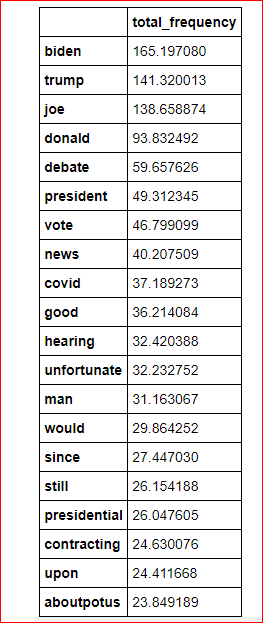 total_frequency
biden 165.197080
trump 141.320013
joe 138.658874
donald 93.832492
debate 59.657626
president 49.312345
vote 46.799099
news 40.207509
covid 37.189273
good 36.214084
hearing 32.420388
unfortunate 32.232752
man 31.163067
would 29.864252
since 27.447030
still 26.154188
presidential 26.047605
contracting 24.630076
upon 24.411668
aboutpotus 23.849189